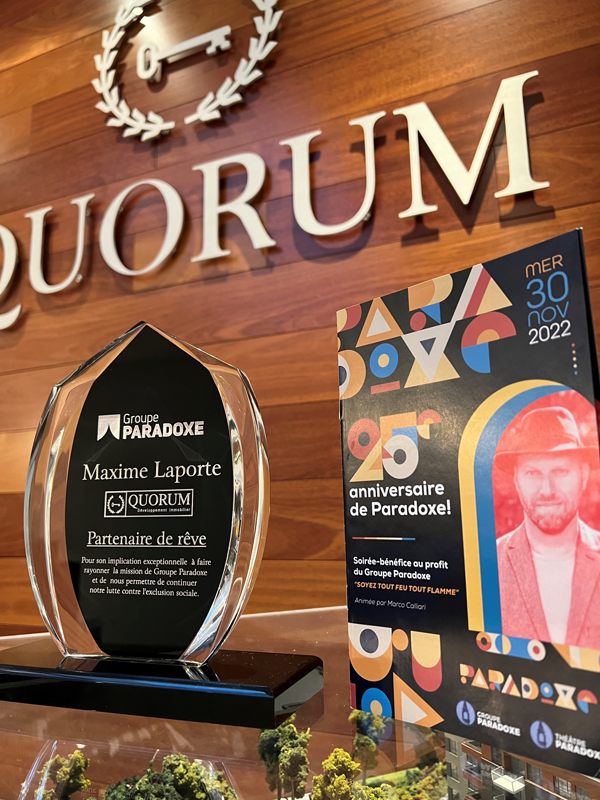 QUORUM
Groupe
PARADOXE
Maxime Laporte
QUORUM
Développement immobilier
Partenaire de rêve
Pour son implication exceptionnelle à faire
rayonner la mission de Groupe Paradoxe
et de nous permettre de continuer
notre lutte contre l'exclusion sociale.
PARA
DOXE
MER
30
NOV
2022
25e
anniversaire
de Paradoxe!
Soirée-bénéfice au profit
du Groupe Paradoxe
"SOYEZ TOUT FEU TOUT FLAMME"
Animée par Marco Calliari
PARADOXE
GROUPE
PARADOXE
THÉÂTRE
PARADOXE